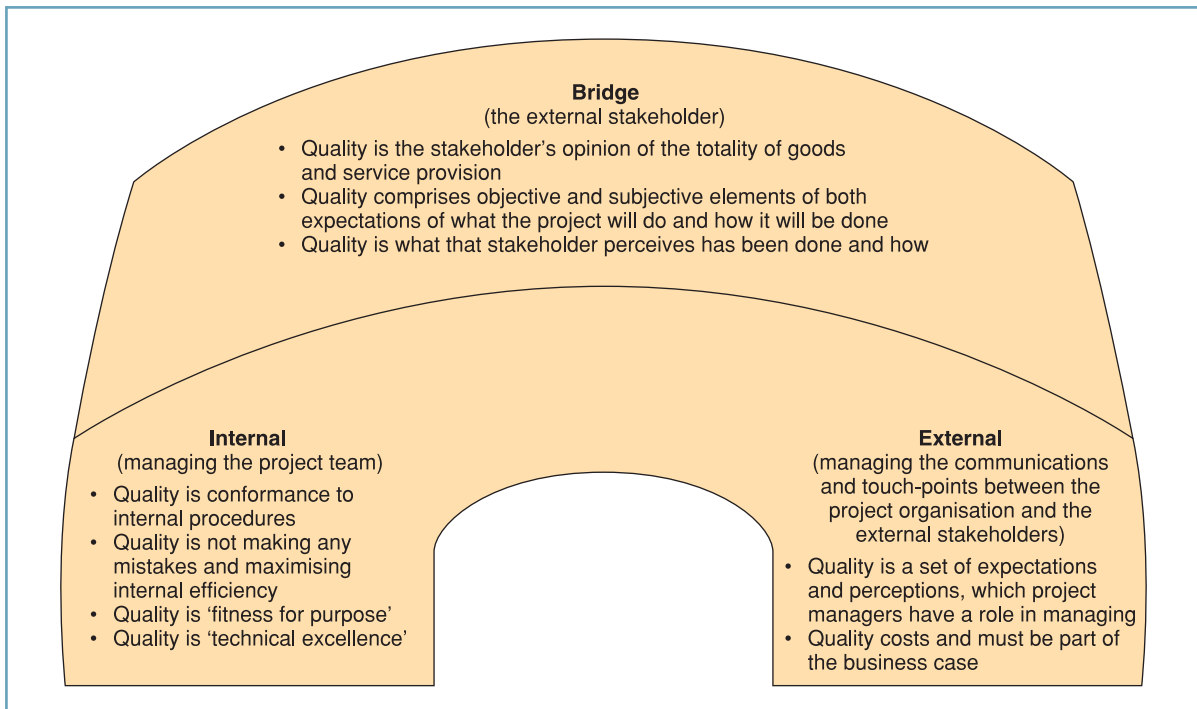 Bridge
(the external stakeholder)
• Quality is the stakeholder’s opinion of the totality of goods
and service provision
• Quality comprises objective and subjective elements of both
expectations of what the project will do and how it will be done
• Quality is what that stakeholder perceives has been done and how
Internal
(managing the project team)
• Quality is conformance to
internal procedures
• Quality is not making any
mistakes and maximising
internal efficiency
• Quality is ‘fitness for purpose’
• Quality is ‘technical excellence’
External
(managing the communications
and touch-points between the
project organisation and the
external stakeholders)
• Quality is a set of expectations
and perceptions, which project
managers have a role in managing
• Quality costs and must be part of
the business case